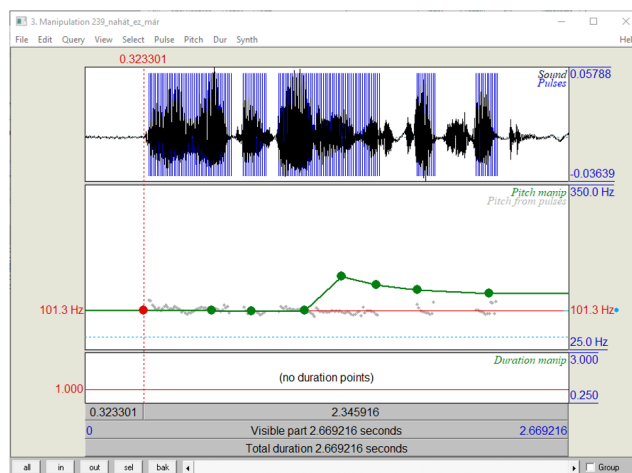 3. Manipulation 239_nahát_ez_már
File Edit Query View Select Pulse Pitch Dur Synth Hel
0.323301
Sound 0.05788
Pulses
-0.03639
Pitch manip 350.0 Hz
Pitch from pulses
101.3 Hz 101.3 Hz
25.0 Hz
Duration manip 3.000
(no duration points)
1.000
0.250
0.323301 2.345916
0 Visible part 2.669216 seconds 2.669216
Total duration 2.669216 seconds
all in out sel bak Group